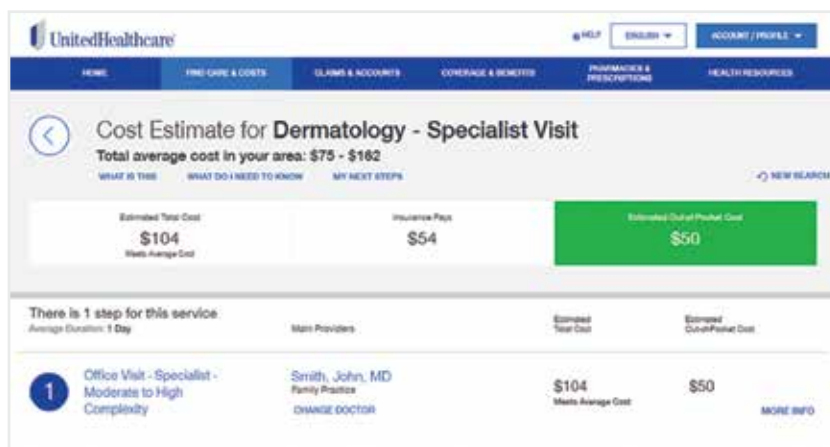 UnitedHealthcare
HELP ENGLISH ACCOUNT / PROFILE
HOME FIND CARE & COSTS CLAIMS & ACCOUNTS COVERAGE & BENEFITS PHARMACIES & PRESCRIPTIONS HEALTH RESOURCES
Cost Estimate for Dermatology - Specialist Visit
Total average cost in your area: $75 - $162
WHAT IS THIS WHAT DO I NEED TO KNOW MY NEXT STEPS NEW SEARCH
Estimated Total Cost Insurance Pays Estimated Out-of-Pocket Cost
$104 $54 $50
Meets Average Cost
There is 1 step for this service
Average Duration: 1 Day Main Providers Estimated Total Cost Estimated Out-of-Pocket Cost
1
Office Visit - Specialist -
Moderate to High
Complexity
Smith, John, MD
Family Practice
CHANGE DOCTOR
$104
Meets Average Cost
$50
MORE INFO